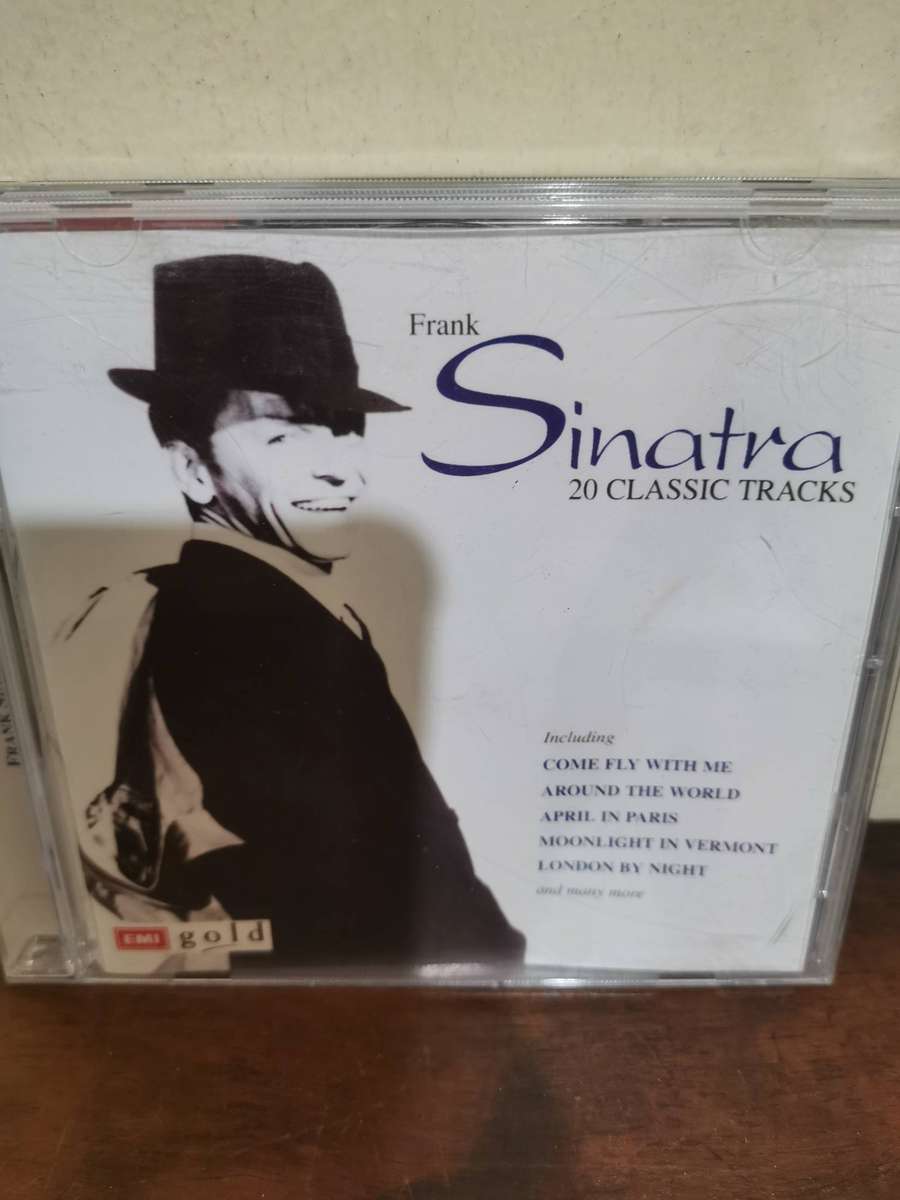 Frank
Sinatra
20 CLASSIC TRACKS
Including
COME FLY WITH ME
AROUND THE WORLD
APRIL IN PARIS
MOONLIGHT IN VERMONT
LONDON BY NIGHT
and many more
EMI gold
FRANK